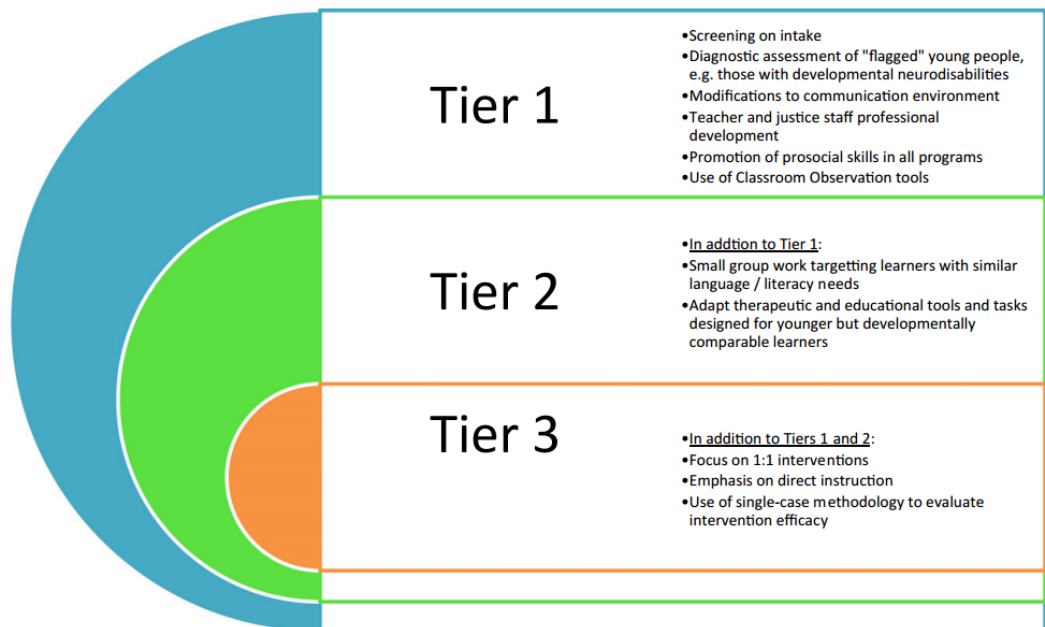 Tier 1
•Screening on intake
•Diagnostic assessment of "flagged" young people,
e.g. those with developmental neurodisabilities
•Modifications to communication environment
•Teacher and justice staff professional
development
•Promotion of prosocial skills in all programs
•Use of Classroom Observation tools
Tier 2
•In addtion to Tier 1:
•Small group work targetting learners with similar
language / literacy needs
•Adapt therapeutic and educational tools and tasks
designed for younger but developmentally
comparable learners
Tier 3
•In addition to Tiers 1 and 2:
•Focus on 1:1 interventions
•Emphasis on direct instruction
•Use of single-case methodology to evaluate
intervention efficacy